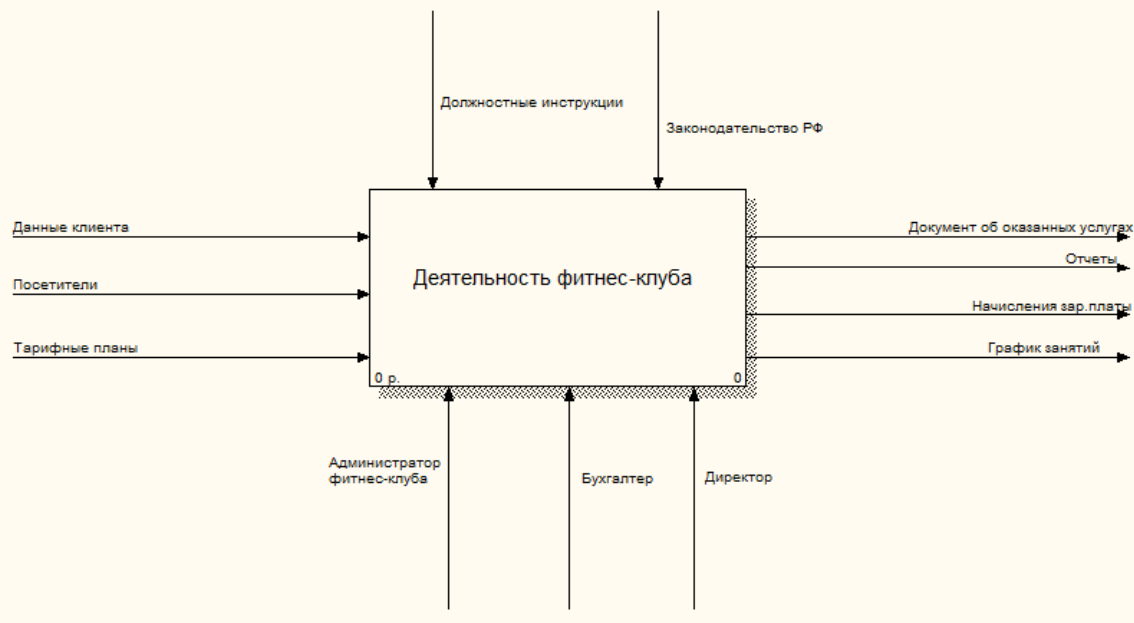 Должностные инструкции
Законодательство РФ
Данные клиента
Документ об оказанных услугах
Отчеты
Деятельность фитнес-клуба
Посетители
Начисления зар.платы
Тарифные планы
График занятий
0 р.
0
Администратор
фитнес-клуба
Бухгалтер
Директор